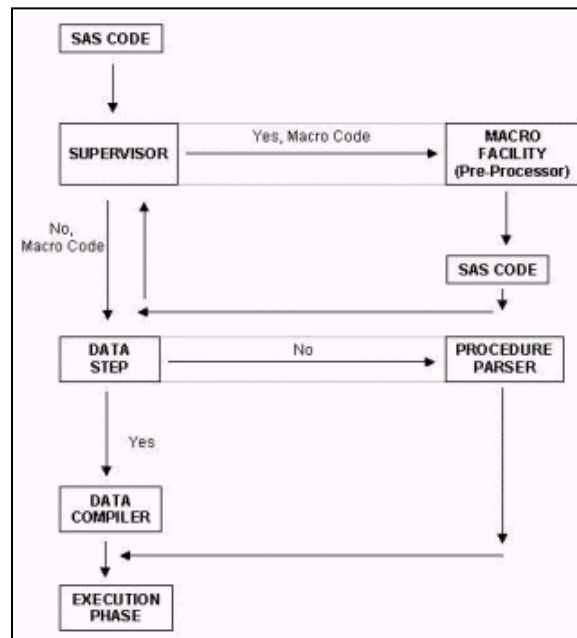 SAS CODE
Yes, Macro Code
SUPERVISOR
MACRO
FACILITY
(Pre-Processor)
No,
Macro Code
SAS CODE
DATA
STEP
No
PROCEDURE
PARSER
Yes
DATA
COMPILER
EXECUTION
PHASE